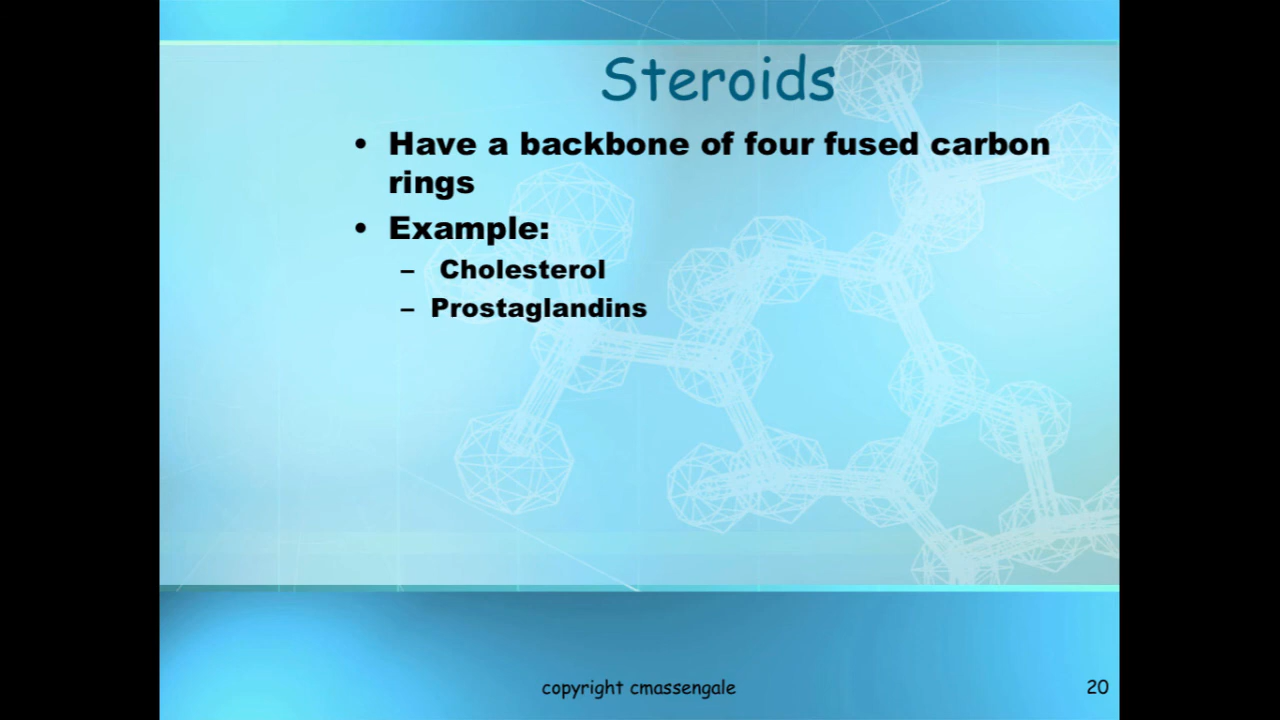 Steroids
• Have a backbone of four fused carbon
rings
• Example:
– Cholesterol
– Prostaglandins
copyright cmassengale
20